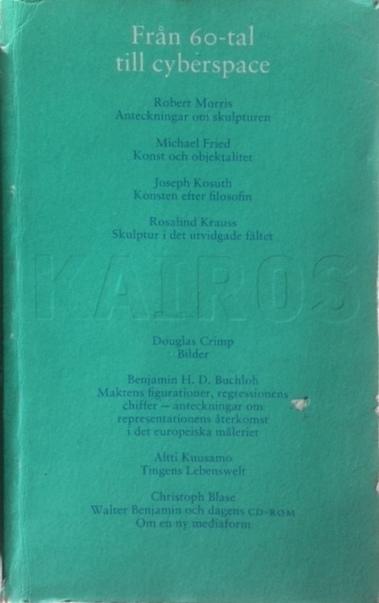 Från 60-tal
till cyberspace
Robert Morris
Anteckningar om skulpturen
Michael Fried
Konst och objektalitet
Joseph Kosuth
Konsten efter filosofin
Rosalind Krauss
Skulptur i det utvidgade fältet
KAIROS
Douglas Crimp
Bilder
Benjamin H. D. Buchloh
Maktens figurationer, regressionens
chiffer – anteckningar om
representationens återkomst
i det europeiska måleriet
Altti Kuusamo
Tingens Lebenswelt
Christoph Blase
Walter Benjamin och dagens CD-ROM
Om en ny mediaform